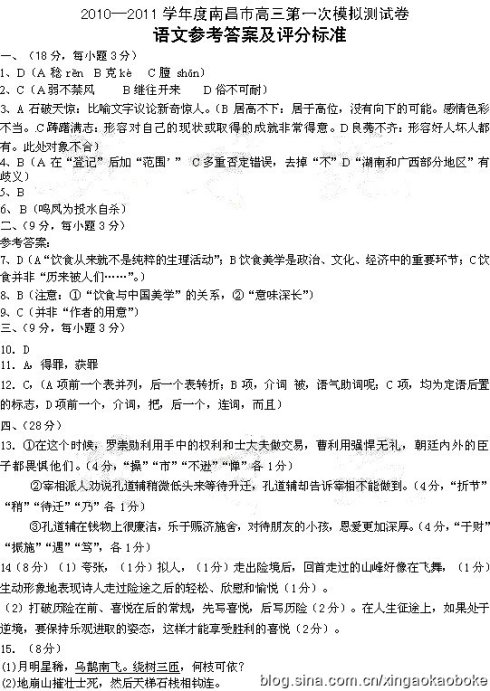 2010—2011学年度南昌市高三第一次模拟测试卷
语文参考答案及评分标准
一、（18分，每小题3分）
1、D（A 稔rěn  B克kè   C 膻 shān）
2、C（A弱不禁风     B继往开来   D俗不可耐）
3、A 石破天惊：比喻文字议论新奇惊人。（B 居高不下：居于高位，没有向下的可能。感情色彩
不当。C踌躇满志：形容对自己的现状或取得的成就非常得意。D良莠不齐：形容好人坏人都
有。此处对象不合）
4、B（A 在“登记”后加“范围’” C多重否定错误，去掉“不”D“湖南和广西部分地区”有
歧义）
5、B
6、B（鸣凤为投水自杀）
二、（9分，每小题3分）
参考答案：
7、D（A“饮食从来就不是纯粹的生理活动”；B饮食美学是政治、文化、经济中的重要环节；C饮
食并非“历来被人们……”。）
8、B（注意：①“饮食与中国美学”的关系，②“意味深长”）
9、C（并非“作者的用意”）
三、（9分，每小题3分）
10．D
11．A，得罪，获罪
12．C，（A项前一个表并列，后一个表转折；B项，介词 被，语气助词呢；C项，均为定语后置
的标志，D项前一个，介词，把，后一个，连词，而且）
四、（28分）
13．①在这个时候，罗崇勋利用手中的权利和士大夫做交易，曹利用强悍无礼，朝廷内外的臣
子都畏惧他们。（4分，“操”“市”“不逊”“惮”各1分）
②宰相派人劝说孔道辅稍微低头来等待升迁，孔道辅却告诉宰相不能做到。（4分，“折节”
“稍”“待迁”“乃”各1分）
③孔道辅在钱物上很廉洁，乐于赈济施舍，对待朋友的小孩，恩爱更加深厚。（4分，“于财”
“振施”“遇”“笃”，各1分）
14（8分）（1）夸张，（1分）拟人，（1分）走出险境后，回首走过的山峰好像在飞舞，（1分）
生动形象地表现诗人走过险途之后的轻松、欣慰和愉悦（1分）。
（2）打破历险在前、喜悦在后的常规，先写喜悦，后写历险（2分）。在人生征途上，如果处于
逆境，要保持乐观进取的姿态，这样才能享受胜利的喜悦（2分）。
15．（8分）
(1)月明星稀，乌鹊南飞。绕树三匝，何枝可依？
(2)地崩山摧壮士死，然后天梯石栈相钩连。
blog.sina.com.cn/xingaokaoboke